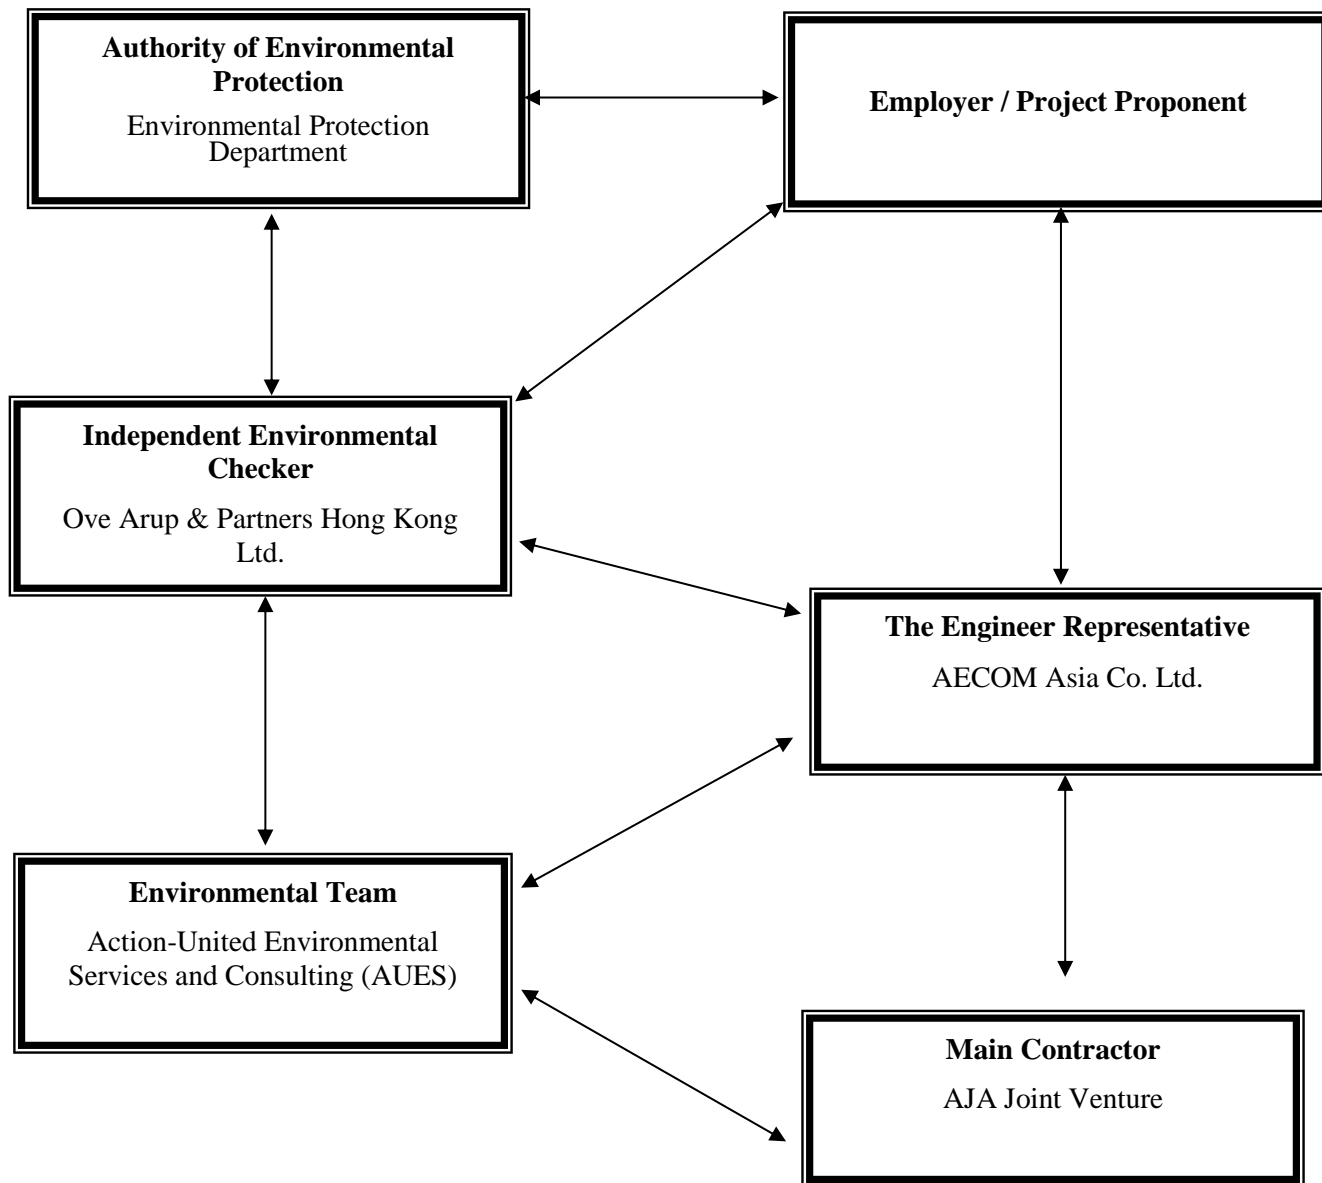 Authority of Environmental
Protection
Environmental Protection
Department
Employer / Project Proponent
Independent Environmental
Checker
Ove Arup & Partners Hong Kong
Ltd.
The Engineer Representative
AECOM Asia Co. Ltd.
Environmental Team
Action-United Environmental
Services and Consulting (AUES)
Main Contractor
AJA Joint Venture